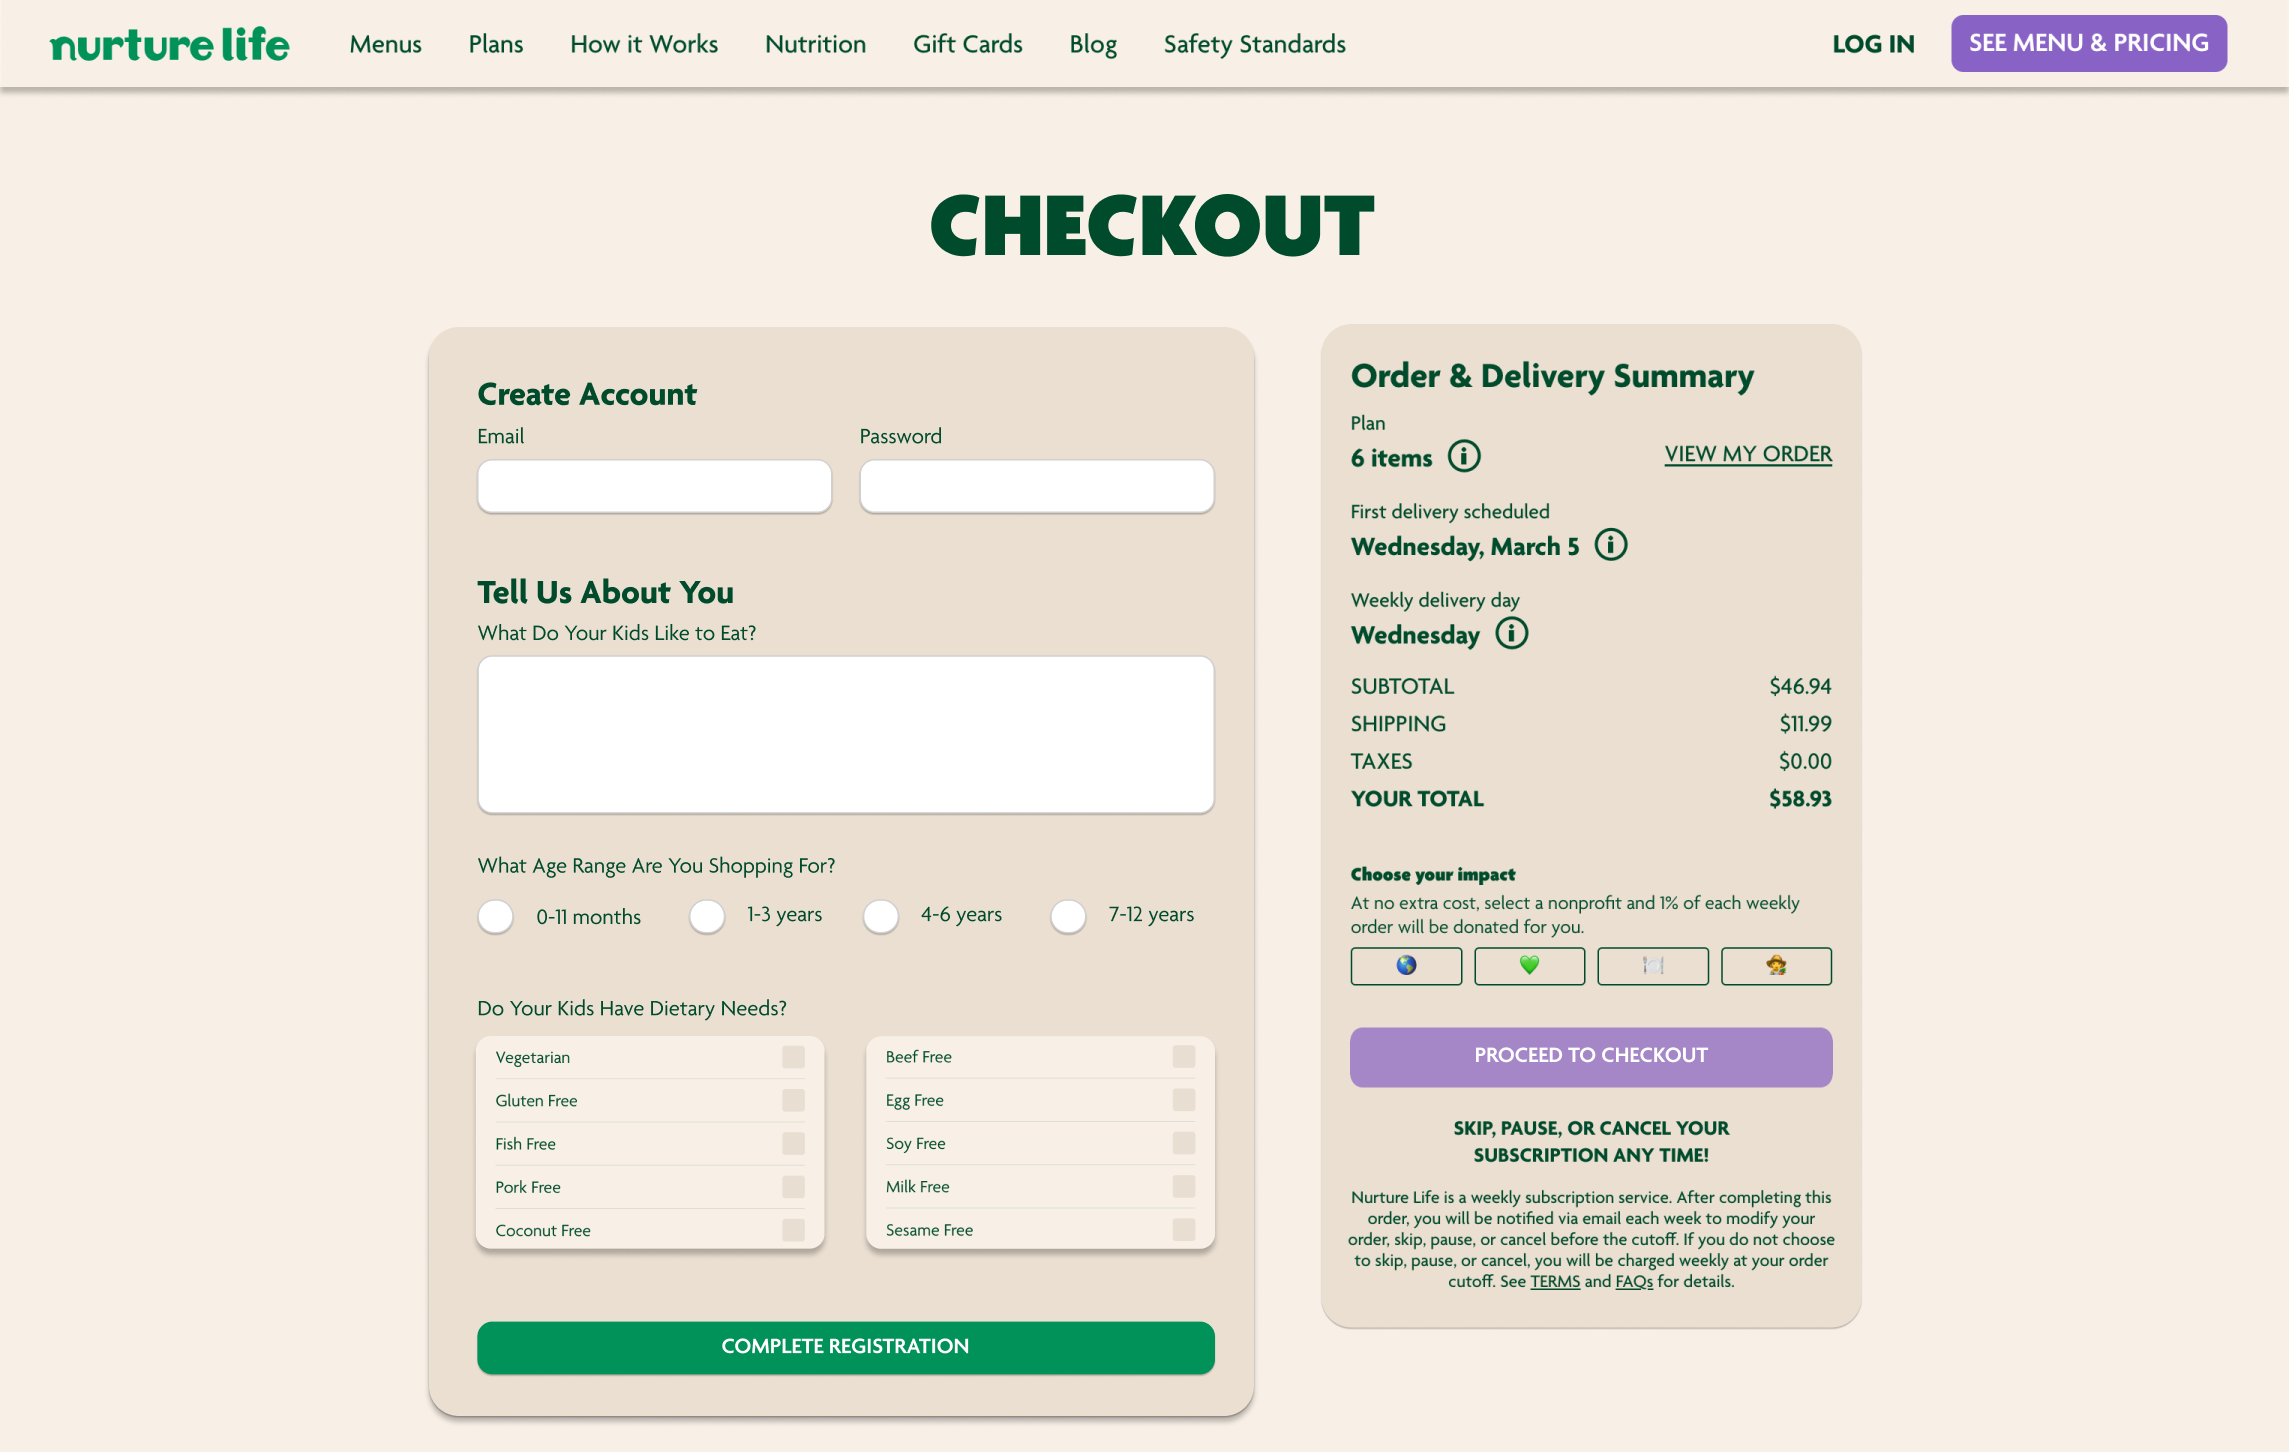 nurture life
Menus
Plans
How it Works
Nutrition
Gift Cards
Blog
Safety Standards
LOG IN
SEE MENU & PRICING
CHECKOUT
Create Account
Email
Password
Tell Us About You
What Do Your Kids Like to Eat?
What Age Range Are You Shopping For?
0-11 months
1-3 years
4-6 years
7-12 years
Do Your Kids Have Dietary Needs?
Vegetarian
Gluten Free
Fish Free
Pork Free
Coconut Free
Beef Free
Egg Free
Soy Free
Milk Free
Sesame Free
COMPLETE REGISTRATION
Order & Delivery Summary
Plan
6 items
VIEW MY ORDER
First delivery scheduled
Wednesday, March 5
Weekly delivery day
Wednesday
SUBTOTAL $46.94
SHIPPING $11.99
TAXES $0.00
YOUR TOTAL $58.93
Choose your impact
At no extra cost, select a nonprofit and 1% of each weekly
order will be donated for you.
PROCEED TO CHECKOUT
SKIP, PAUSE, OR CANCEL YOUR
SUBSCRIPTION ANY TIME!
Nurture Life is a weekly subscription service. After completing this
order, you will be notified via email each week to modify your
order, skip, pause, or cancel before the cutoff. If you do not choose
to skip, pause, or cancel, you will be charged weekly at your order
cutoff. See TERMS and FAQs for details.